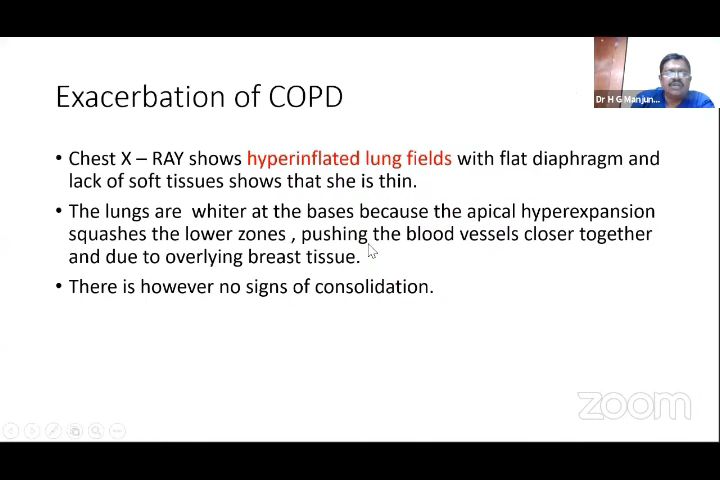 Exacerbation of COPD
Dr H G Manjun...
• Chest X – RAY shows hyperinflated lung fields with flat diaphragm and
lack of soft tissues shows that she is thin.
• The lungs are whiter at the bases because the apical hyperexpansion
squashes the lower zones , pushing the blood vessels closer together
and due to overlying breast tissue.
• There is however no signs of consolidation.
zoom